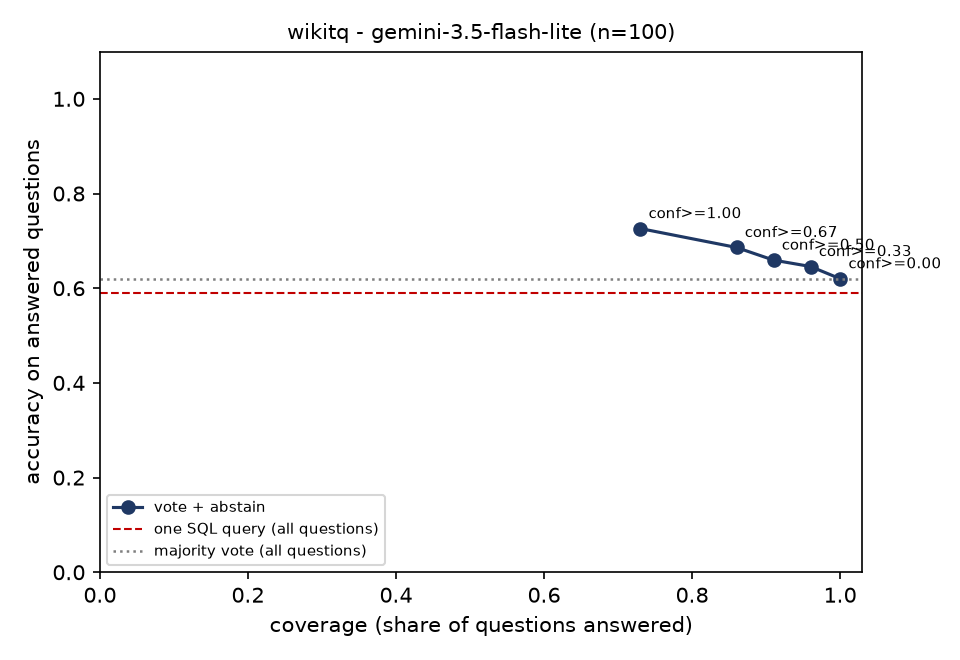 wikitq - gemini-3.5-flash-lite (n=100)
accuracy on answered questions
1.0
0.8
0.6
0.4
0.2
0.0
conf>=1.00
conf>=0.67
conf>=0.50
conf>=0.33
conf>=0.00
vote + abstain
one SQL query (all questions)
majority vote (all questions)
0.0 0.2 0.4 0.6 0.8 1.0
coverage (share of questions answered)